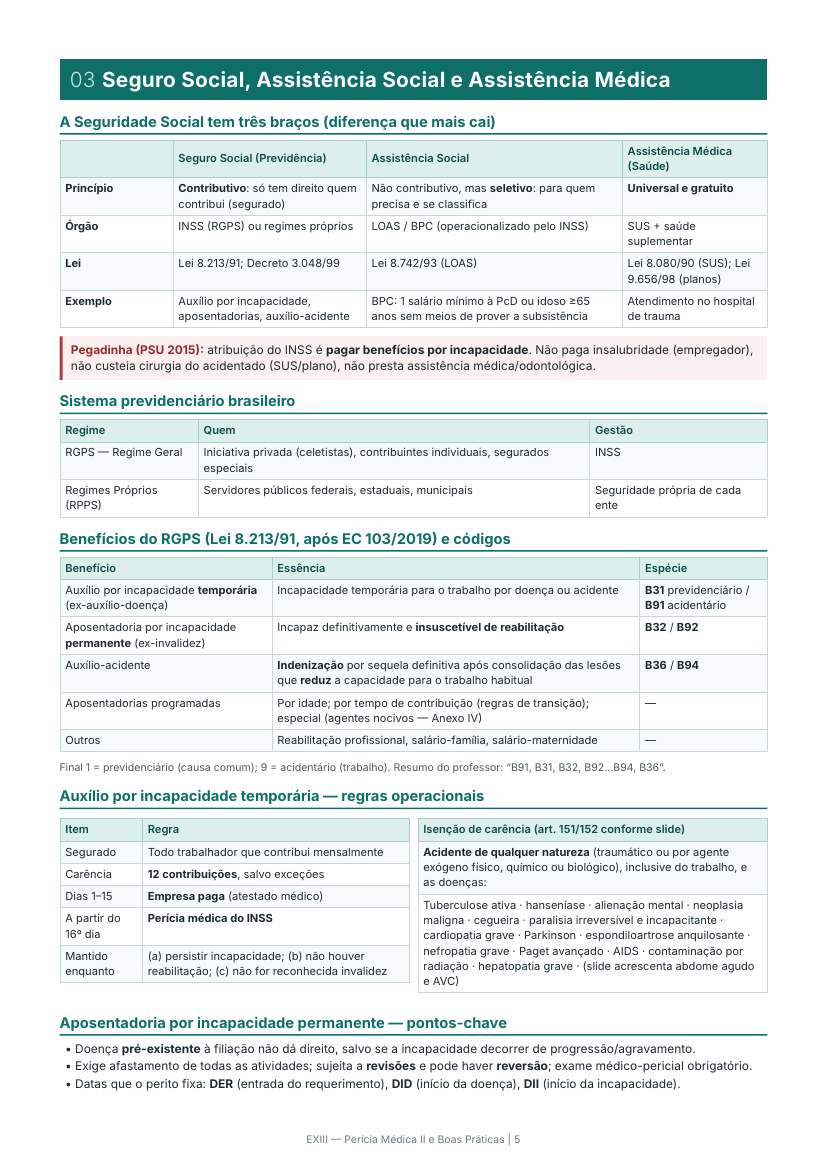 03 Seguro Social, Assistência Social e Assistência Médica
A Seguridade Social tem três braços (diferença que mais cai)
Seguro Social (Previdência)
Assistência Social
Assistência Médica
(Saúde)
Princípio
Contributivo: só tem direito quem
contribui (segurado)
Não contributivo, mas seletivo: para quem
precisa e se classifica
Universal e gratuito
Órgão
INSS (RGPS) ou regimes próprios
LOAS / BPC (operacionalizado pelo INSS)
SUS + saúde
suplementar
Lei
Lei 8.213/91; Decreto 3.048/99
Lei 8.742/93 (LOAS)
Lei 8.080/90 (SUS); Lei
9.656/98 (planos)
Exemplo
Auxílio por incapacidade,
aposentadorias, auxílio-acidente
BPC: 1 salário mínimo à PcD ou idoso ≥65
anos sem meios de prover a subsistência
Atendimento no hospital
de trauma
Pegadinha (PSU 2015): atribuição do INSS é pagar benefícios por incapacidade. Não paga insalubridade (empregador),
não custeia cirurgia do acidentado (SUS/plano), não presta assistência médica/odontológica.
Sistema previdenciário brasileiro
Regime
Quem
Gestão
RGPS — Regime Geral
Iniciativa privada (celetistas), contribuintes individuais, segurados
especiais
INSS
Regimes Próprios
(RPPS)
Servidores públicos federais, estaduais, municipais
Seguridade própria de cada
ente
Benefícios do RGPS (Lei 8.213/91, após EC 103/2019) e códigos
Benefício
Essência
Espécie
Auxílio por incapacidade temporária
(ex-auxílio-doença)
Incapacidade temporária para o trabalho por doença ou acidente
B31 previdenciário /
B91 acidentário
Aposentadoria por incapacidade
permanente (ex-invalidez)
Incapaz definitivamente e insuscetível de reabilitação
B32 / B92
Auxílio-acidente
Indenização por sequela definitiva após consolidação das lesões
que reduz a capacidade para o trabalho habitual
B36 / B94
Aposentadorias programadas
Por idade; por tempo de contribuição (regras de transição);
especial (agentes nocivos — Anexo IV)
—
Outros
Reabilitação profissional, salário-família, salário-maternidade
—
Final 1 = previdenciário (causa comum); 9 = acidentário (trabalho). Resumo do professor: “B91, B31, B32, B92…B94, B36”.
Auxílio por incapacidade temporária — regras operacionais
Item
Regra
Segurado
Todo trabalhador que contribui mensalmente
Carência
12 contribuições, salvo exceções
Dias 1–15
Empresa paga (atestado médico)
A partir do
16º dia
Perícia médica do INSS
Mantido
enquanto
(a) persistir incapacidade; (b) não houver
reabilitação; (c) não for reconhecida invalidez
Isenção de carência (art. 151/152 conforme slide)
Acidente de qualquer natureza (traumático ou por agente
exógeno físico, químico ou biológico), inclusive do trabalho, e
as doenças:
Tuberculose ativa · hanseníase · alienação mental · neoplasia
maligna · cegueira · paralisia irreversível e incapacitante ·
cardiopatia grave · Parkinson · espondiloartrose anquilosante ·
nefropatia grave · Paget avançado · AIDS · contaminação por
radiação · hepatopatia grave · (slide acrescenta abdome agudo
e AVC)
Aposentadoria por incapacidade permanente — pontos-chave
• Doença pré-existente à filiação não dá direito, salvo se a incapacidade decorrer de progressão/agravamento.
• Exige afastamento de todas as atividades; sujeita a revisões e pode haver reversão; exame médico-pericial obrigatório.
• Datas que o perito fixa: DER (entrada do requerimento), DID (início da doença), DII (início da incapacidade).
EXIII — Perícia Médica II e Boas Práticas | 5